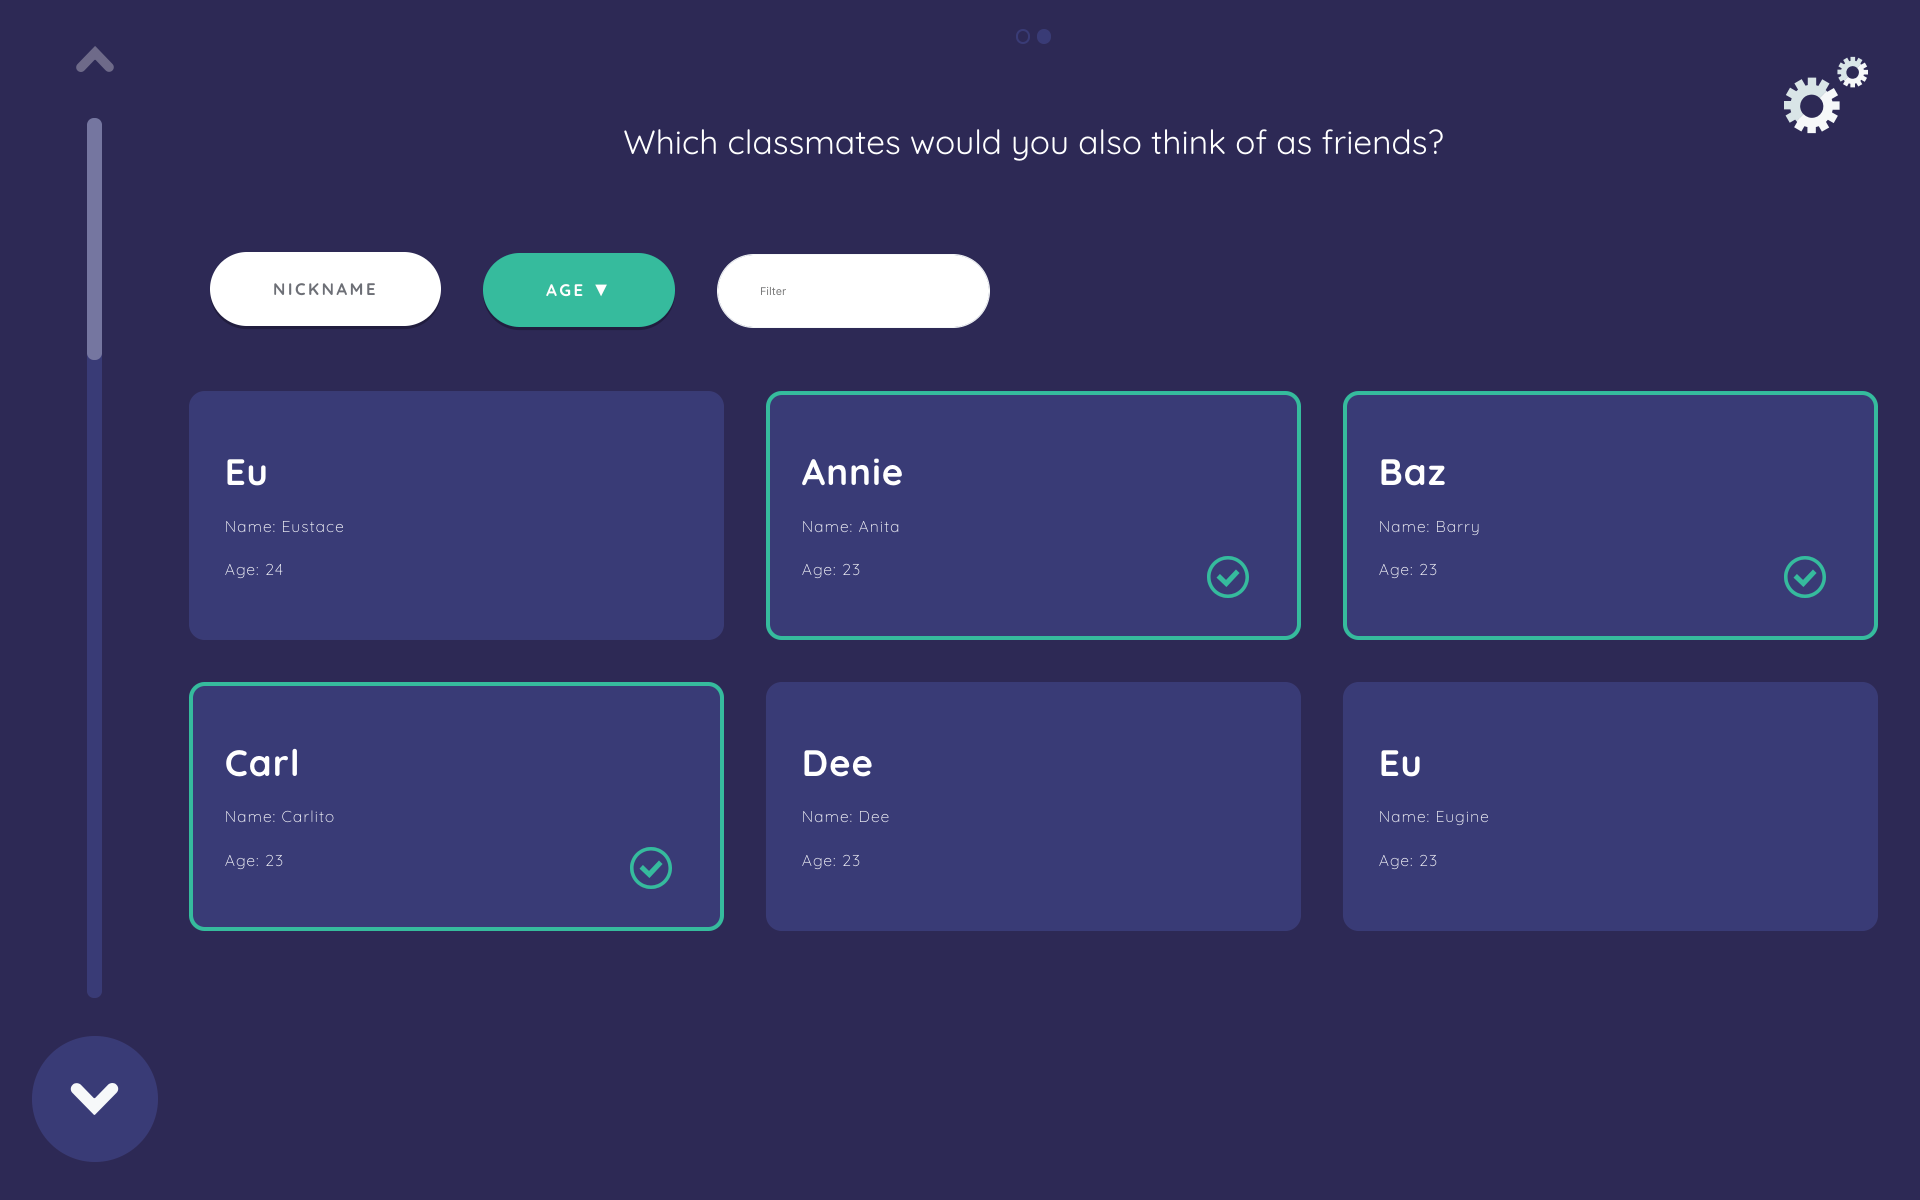 Which classmates would you also think of as friends?
NICKNAME
AGE ▼
Filter
Eu
Name: Eustace
Age: 24
Annie
Name: Anita
Age: 23
Baz
Name: Barry
Age: 23
Carl
Name: Carlito
Age: 23
Dee
Name: Dee
Age: 23
Eu
Name: Eugine
Age: 23